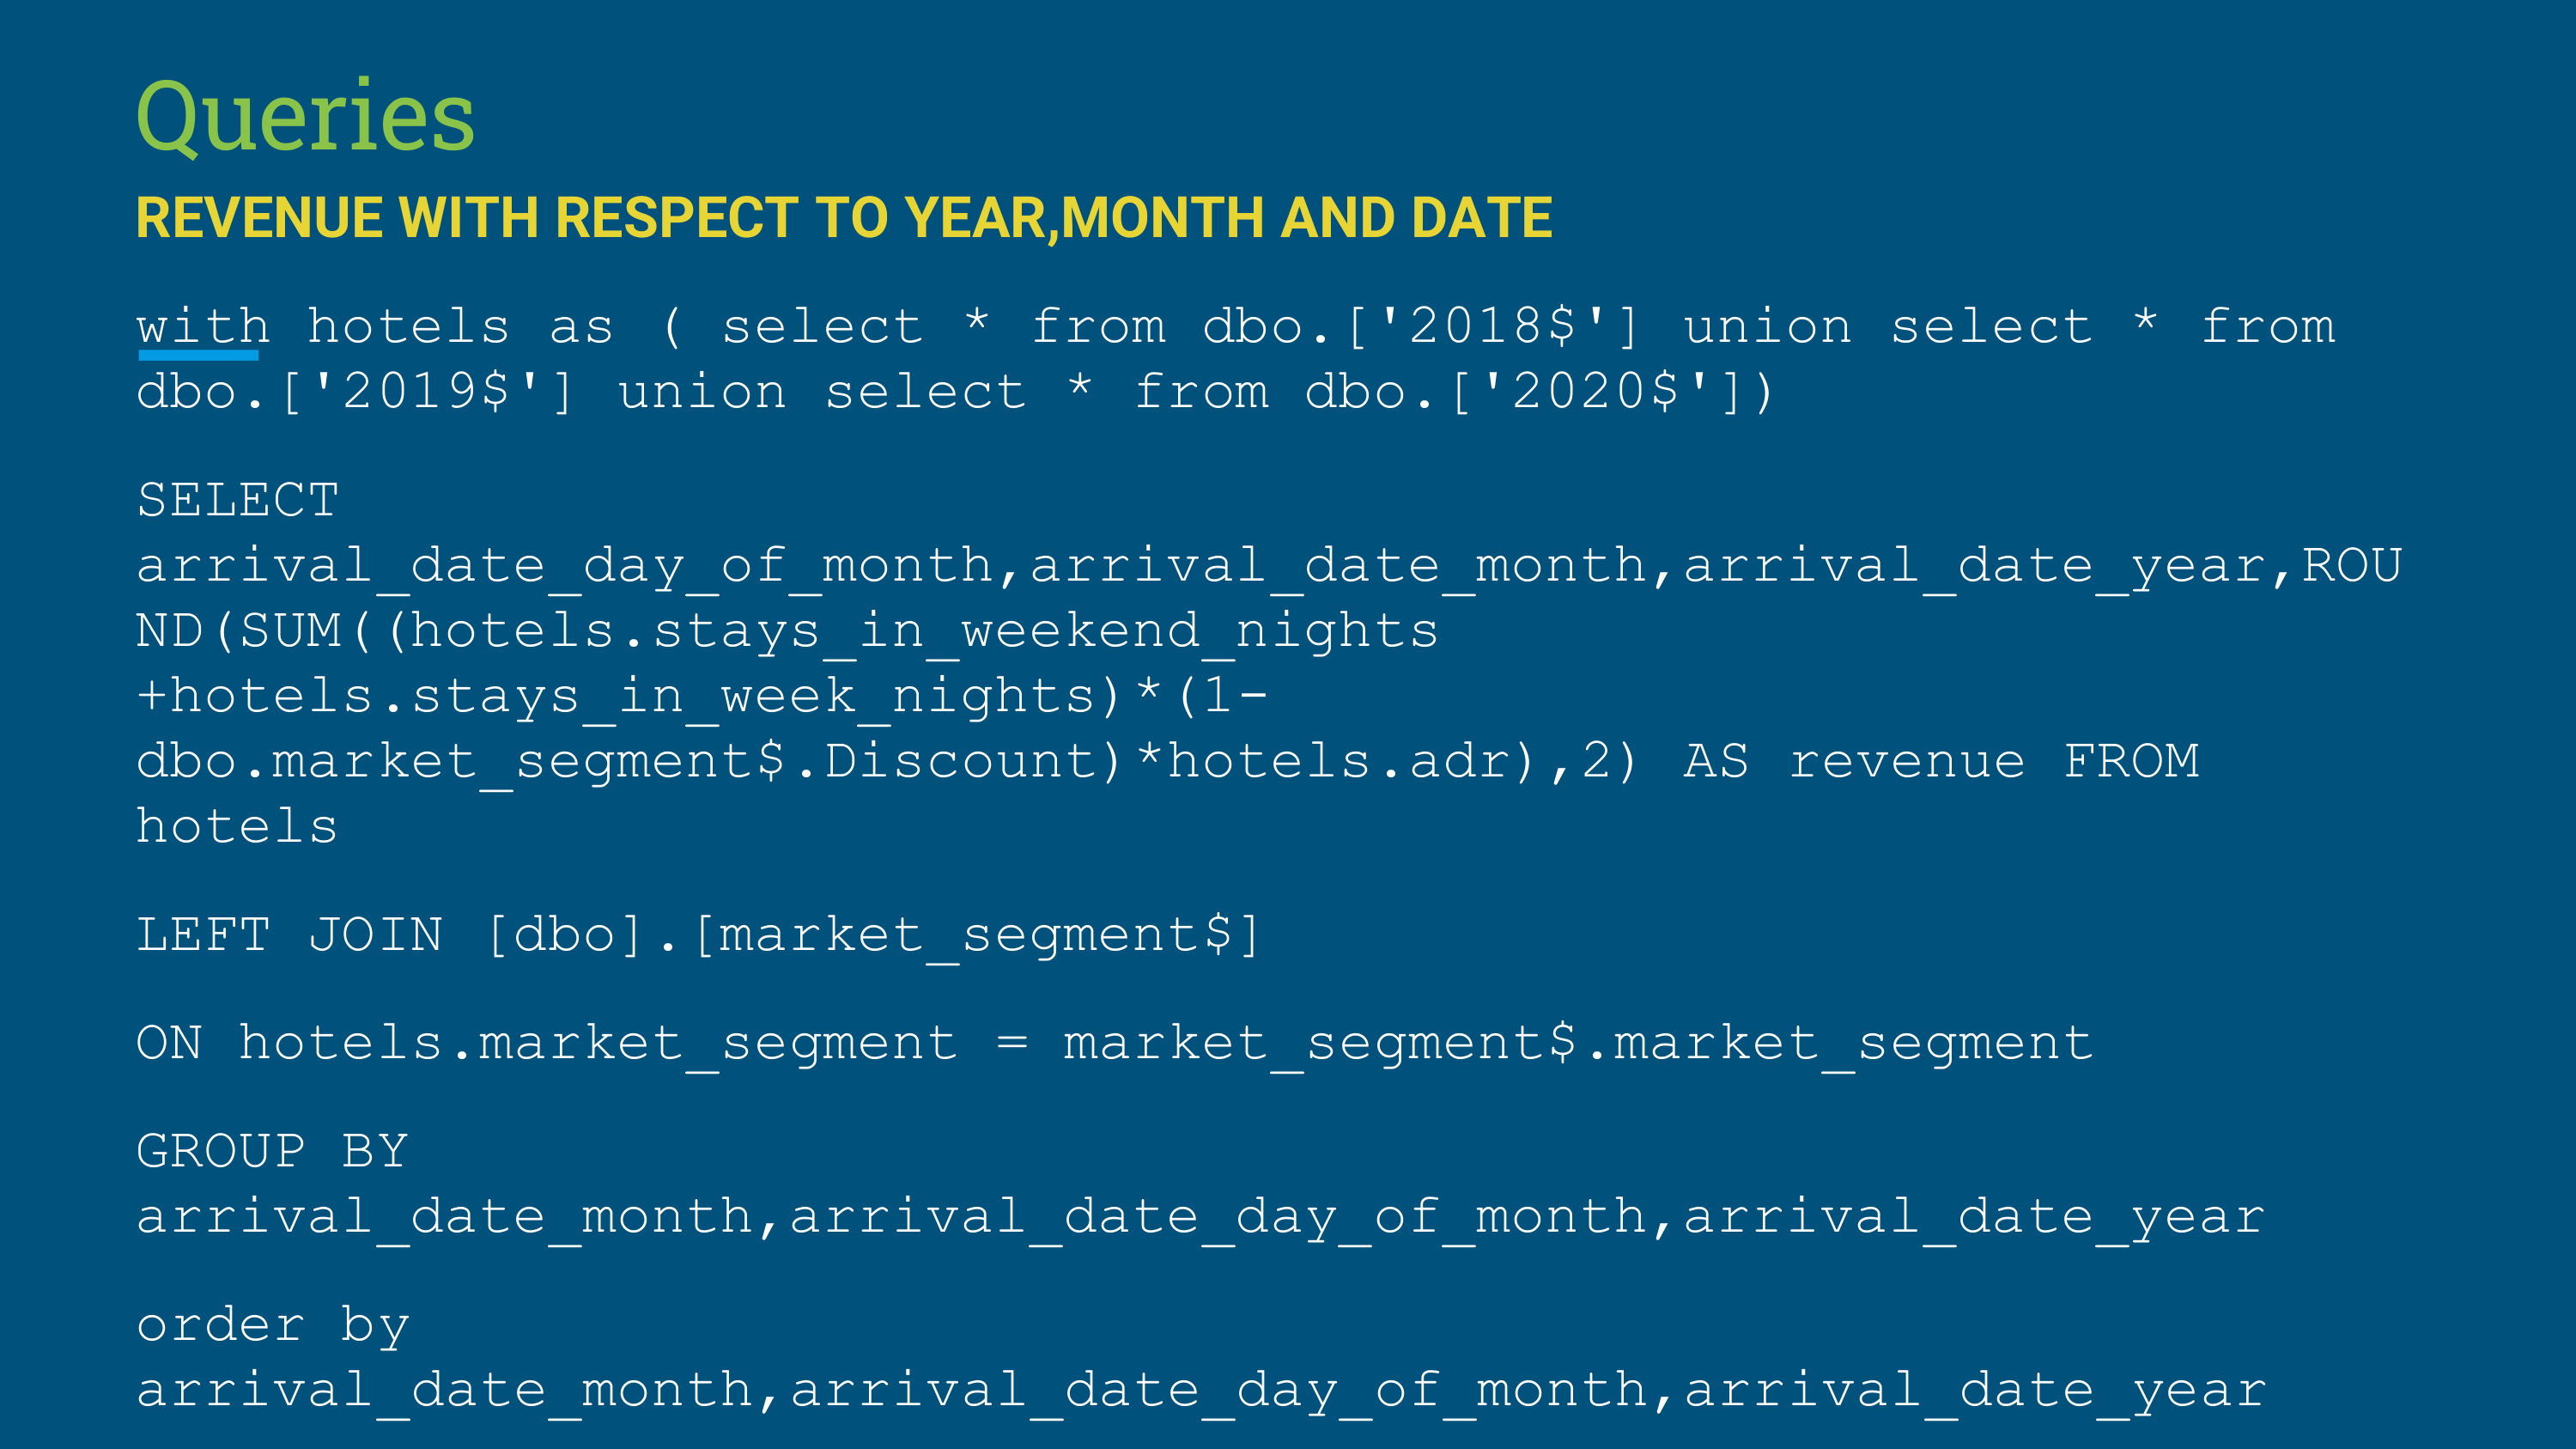 Queries
REVENUE WITH RESPECT TO YEAR,MONTH AND DATE
with hotels as ( select * from dbo.['2018$'] union select * from
dbo.['2019$'] union select * from dbo.['2020$'])
SELECT
arrival_date_day_of_month,arrival_date_month,arrival_date_year,ROU
ND(SUM((hotels.stays_in_weekend_nights
+hotels.stays_in_week_nights)*(1-
dbo.market_segment$.Discount)*hotels.adr),2) AS revenue FROM
hotels
LEFT JOIN [dbo].[market_segment$]
ON hotels.market_segment = market_segment$.market_segment
GROUP BY
arrival_date_month,arrival_date_day_of_month,arrival_date_year
order by
arrival_date_month,arrival_date_day_of_month,arrival_date_year